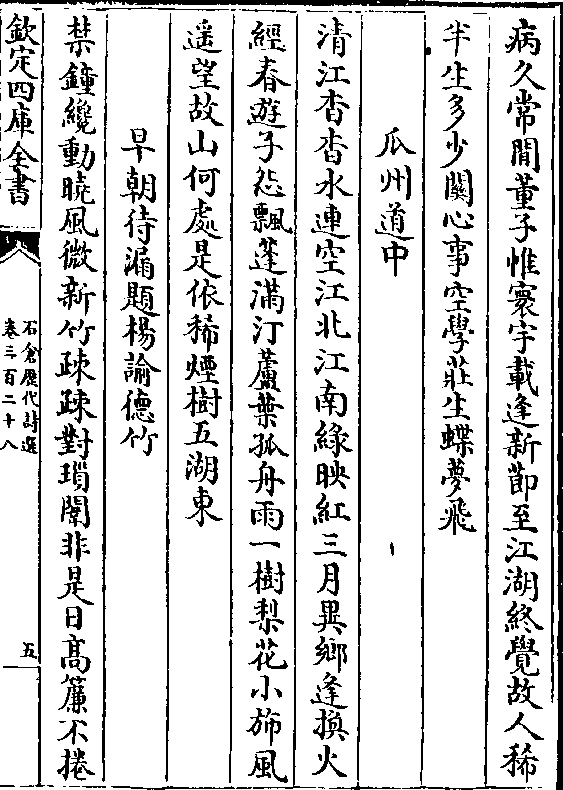 病久常閒董子帷寰宇載逢新節至江湖終覺故人稀
半生多少關心事空學莊生蝶夢飛
瓜州道中
清江杳杳水連空江北江南緑映紅三月異鄉逢換火
經春遊子怨飄蓬滿汀蘆葉孤舟雨一樹梨花小斾風
遥望故山何處是依稀煙樹五湖東
早朝待漏題楊諭德竹
禁鐘纔動曉風微新竹疎疎對瑣闈非是日髙簾不捲
欽定四庫全書
石倉歷代詩選
卷三百二十八
五